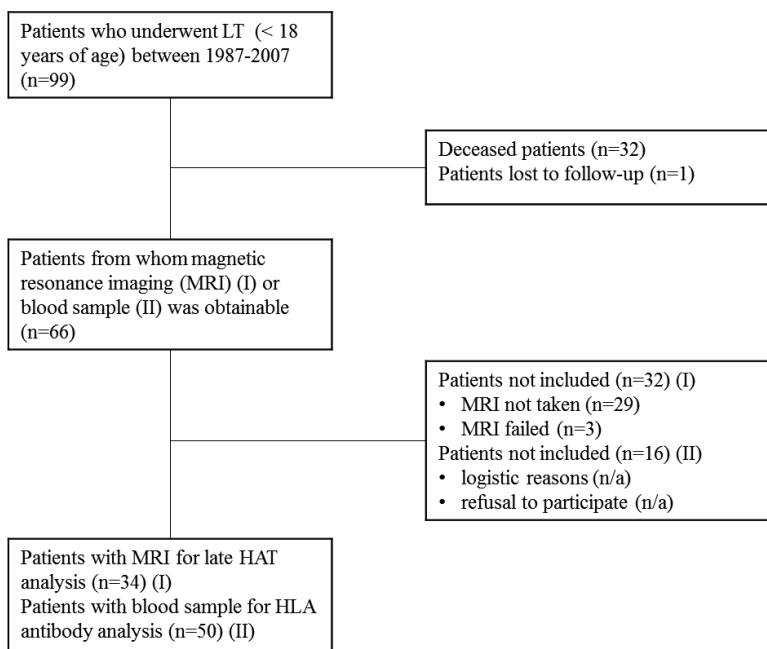 Patients who underwent LT (< 18
years of age) between 1987-2007
(n=99)
Deceased patients (n=32)
Patients lost to follow-up (n=1)
Patients from whom magnetic
resonance imaging (MRI) (I) or
blood sample (II) was obtainable
(n=66)
Patients not included (n=32) (I)
• MRI not taken (n=29)
• MRI failed (n=3)
Patients not included (n=16) (II)
• logistic reasons (n/a)
• refusal to participate (n/a)
Patients with MRI for late HAT
analysis (n=34) (I)
Patients with blood sample for HLA
antibody analysis (n=50) (II)